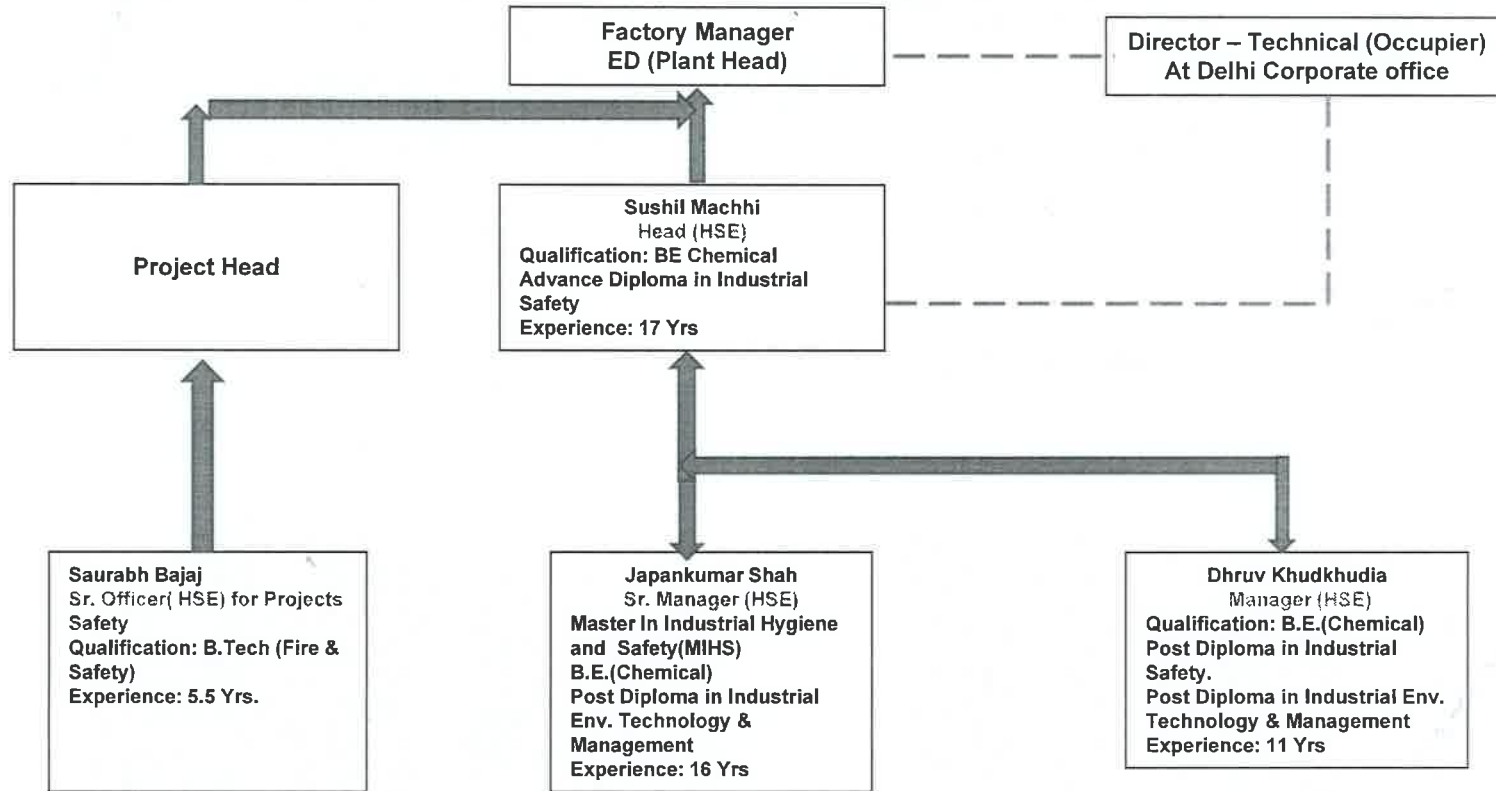 Factory Manager
ED (Plant Head)
Director – Technical (Occupier)
At Delhi Corporate office
Project Head
Sushil Machhi
Head (HSE)
Qualification: BE Chemical
Advance Diploma in Industrial
Safety
Experience: 17 Yrs
Saurabh Bajaj
Sr. Officer( HSE) for Projects
Safety
Qualification: B.Tech (Fire &
Safety)
Experience: 5.5 Yrs.
Japankumar Shah
Sr. Manager (HSE)
Master In Industrial Hygiene
and Safety(MIHS)
B.E.(Chemical)
Post Diploma in Industrial
Env. Technology &
Management
Experience: 16 Yrs
Dhruv Khudkhudia
Manager (HSE)
Qualification: B.E.(Chemical)
Post Diploma in Industrial
Safety.
Post Diploma in Industrial Env.
Technology & Management
Experience: 11 Yrs